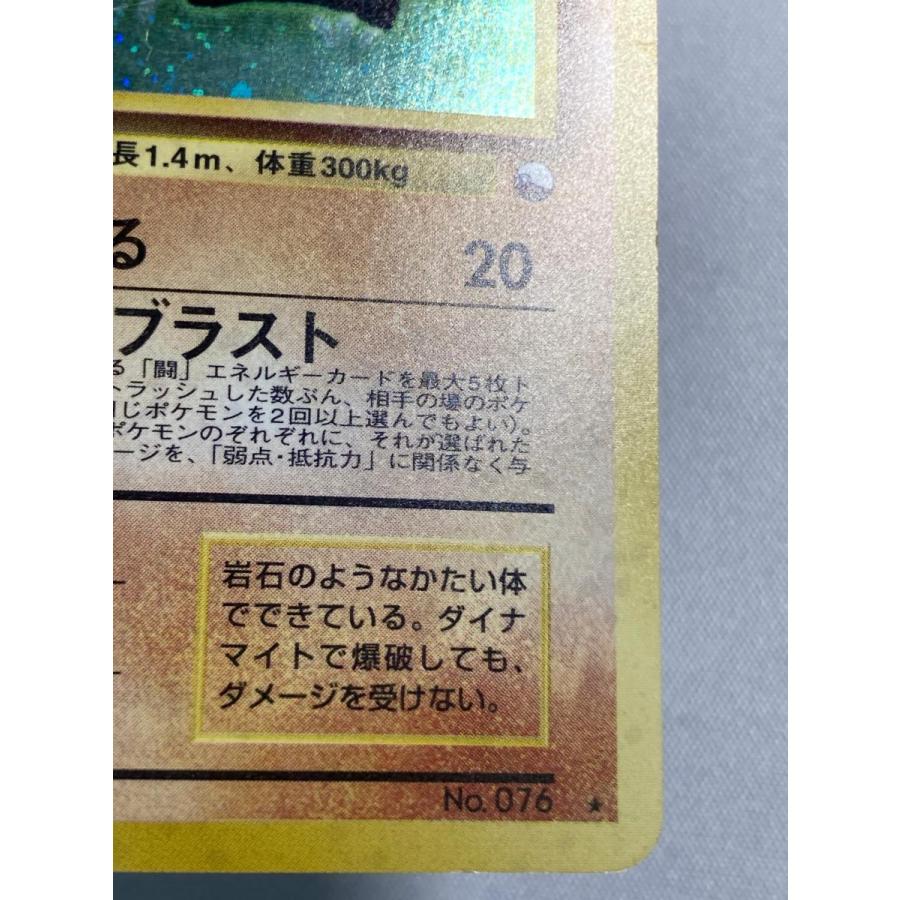 長1.4m、体重300kg
る
20
ブラスト
る「闘」エネルギーカードを最大5枚ト
トラッシュした数ぶん、相手の場のポケ
じポケモンを2回以上選んでもよい)。
ポケモンのぞれぞれに、それが選ばれた
ージを、「弱点・抵抗力」に関係なく与
岩石のようなかたい体
でできている。ダイナ
マイトで爆破しても、
ダメージを受けない。
No. 076 ★